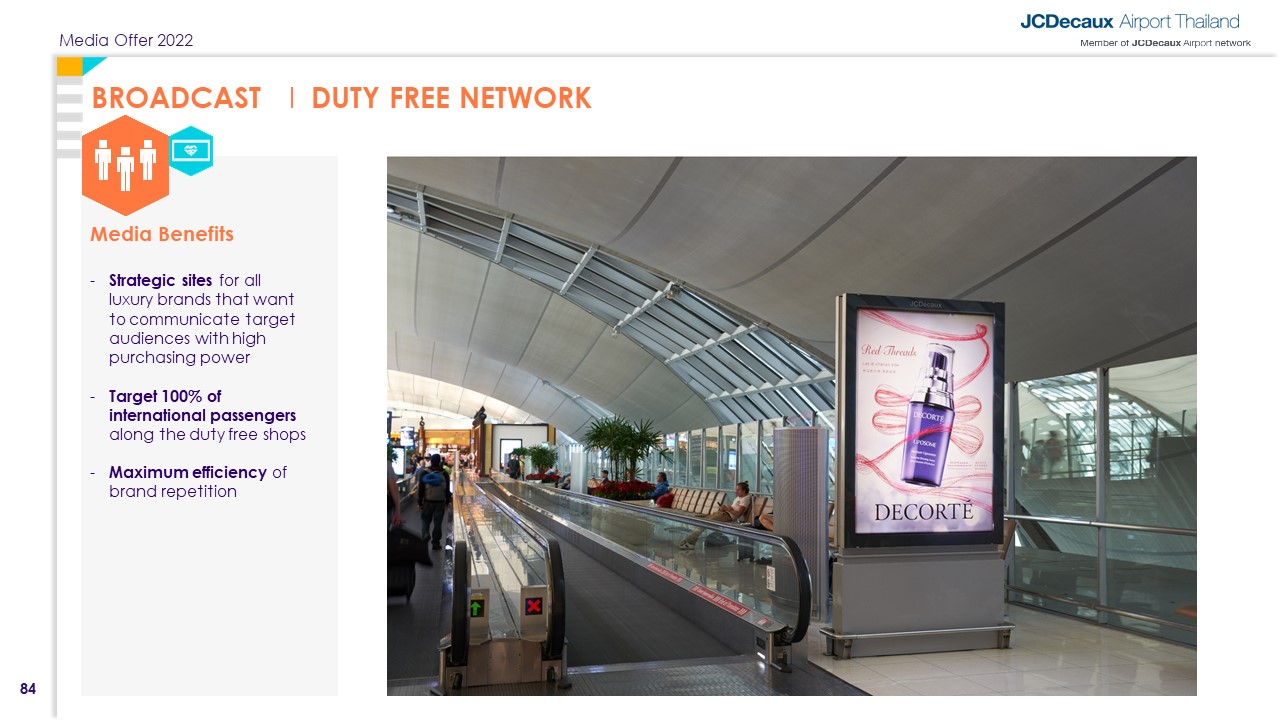 Media Offer 2022
JCDecaux Airport Thailand
Member of JCDecaux Airport network
BROADCAST | DUTY FREE NETWORK
Media Benefits
- Strategic sites for all
luxury brands that want
to communicate target
audiences with high
purchasing power
- Target 100% of
international passengers
along the duty free shops
- Maximum efficiency of
brand repetition
JCDecaux
Red Threads
DECORTÉ
LIPOSOME
DECORTÉ
84